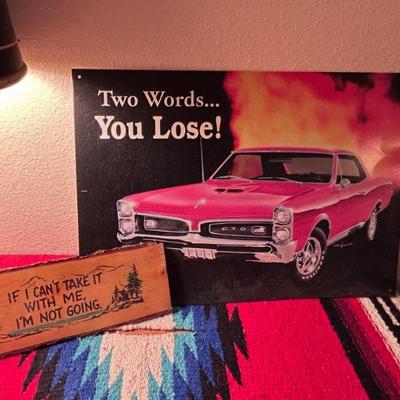 Two Words...
You Lose!
GTO
IF I CAN'T TAKE IT
WITH ME,
I'M NOT GOING.